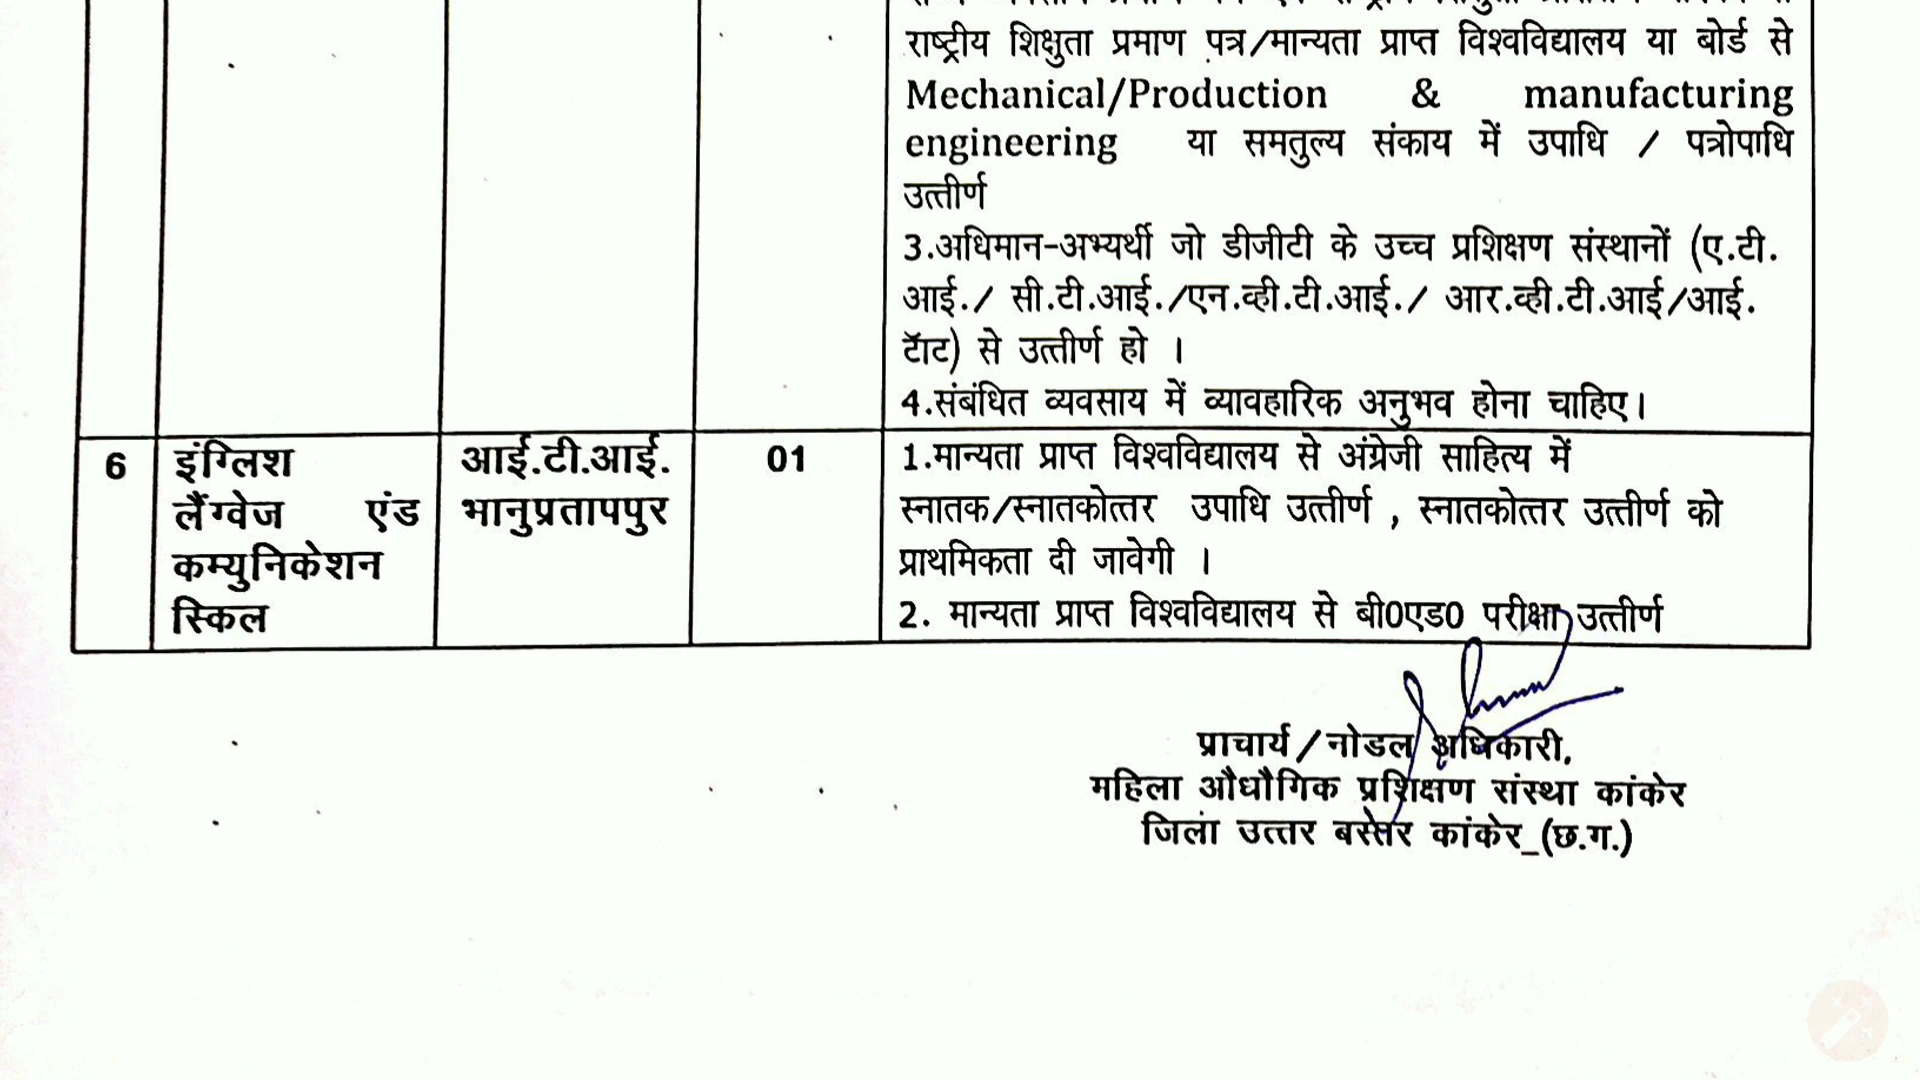 राष्ट्रीय शिक्षुता प्रमाण पत्र/मान्यता प्राप्त विश्वविद्यालय या बोर्ड से
Mechanical/Production & manufacturing
engineering या समतुल्य संकाय में उपाधि / पत्रोपाधि
उत्तीर्ण
3.अधिमान-अभ्यर्थी जो डीजीटी के उच्च प्रशिक्षण संस्थानों (ए.टी.
आई./ सी.टी.आई./एन.व्ही.टी.आई./ आर.व्ही.टी.आई/आई.
टॅाट) से उत्तीर्ण हो ।
4.संबंधित व्यवसाय में व्यावहारिक अनुभव होना चाहिए।
6
इंग्लिश
लैंग्वेज एंड
कम्युनिकेशन
स्किल
आई.टी.आई.
भानुप्रतापपुर
01
1.मान्यता प्राप्त विश्वविद्यालय से अंग्रेजी साहित्य में
स्नातक/स्नातकोत्तर उपाधि उत्तीर्ण , स्नातकोत्तर उत्तीर्ण को
प्राथमिकता दी जावेगी ।
2. मान्यता प्राप्त विश्वविद्यालय से बी0एड0 परीक्षा उत्तीर्ण
प्राचार्य/नोडल अधिकारी,
महिला औधौगिक प्रशिक्षण संस्था कांकेर
जिला उत्तर बस्तर कांकेर_(छ.ग.)